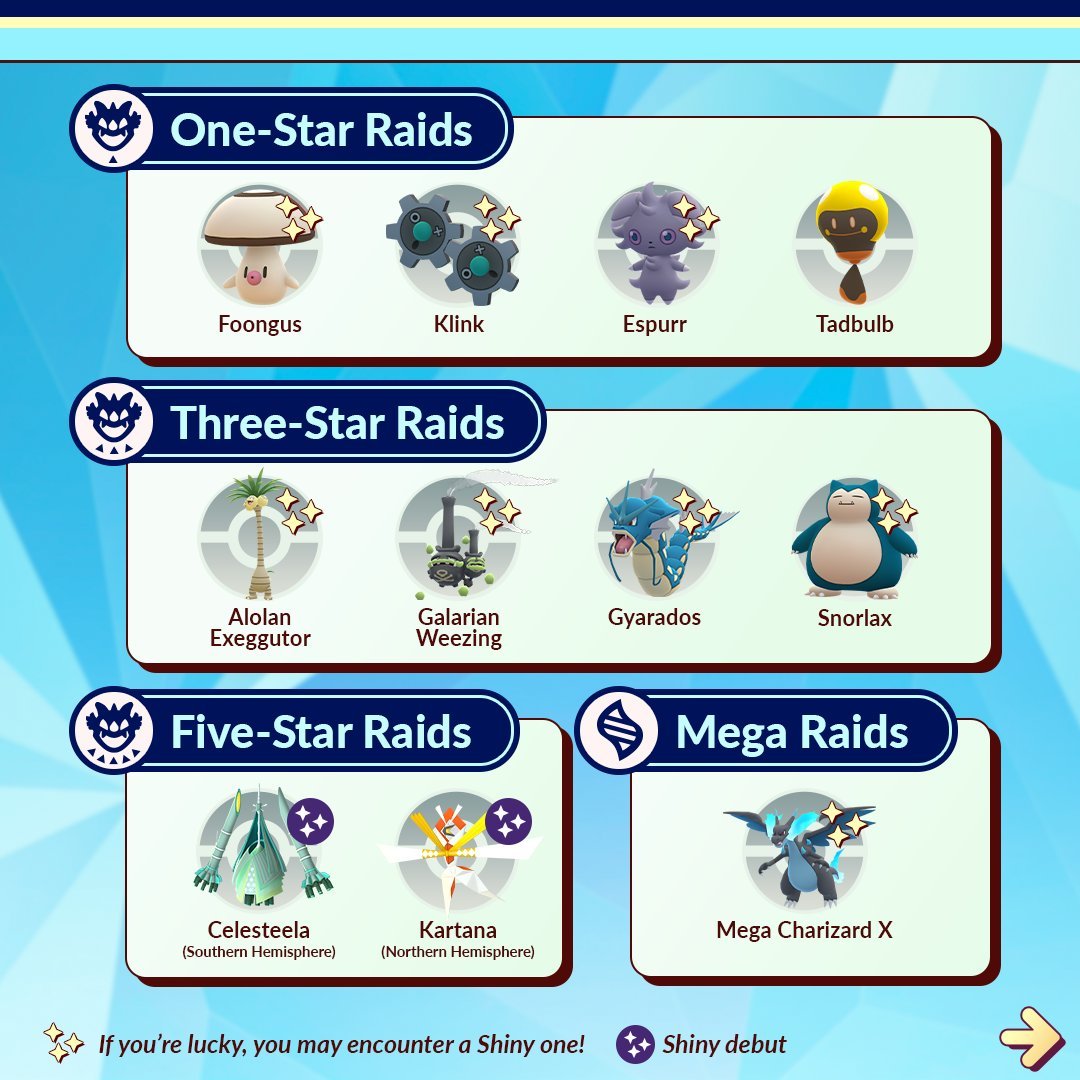 One-Star Raids
Foongus
Klink
Espurr
Tadbulb
Three-Star Raids
Alolan
Exeggutor
Galarian
Weezing
Gyarados
Snorlax
Five-Star Raids
Celesteela
(Southern Hemisphere)
Kartana
(Northern Hemisphere)
Mega Raids
Mega Charizard X
If you’re lucky, you may encounter a Shiny one!
Shiny debut